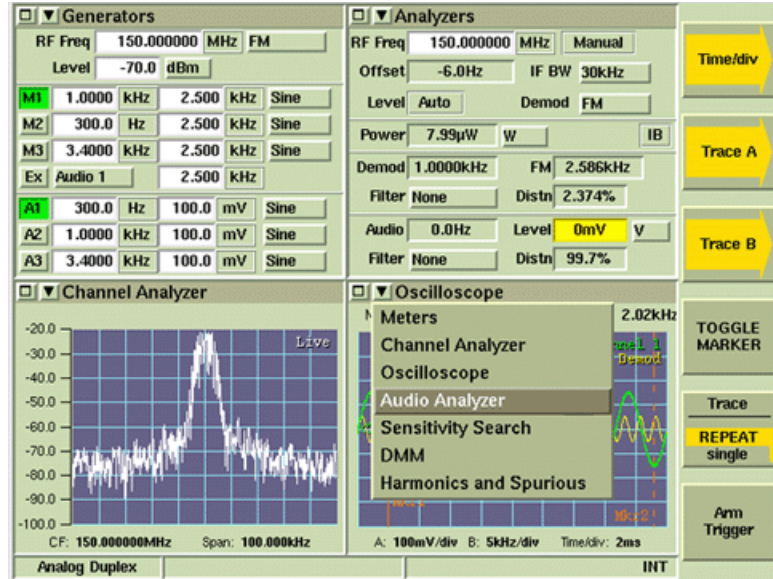 Generators
RF Freq 150.000000 MHz FM
Level -70.0 dBm
M1 1.0000 kHz 2.500 kHz Sine
M2 300.0 Hz 2.500 kHz Sine
M3 3.4000 kHz 2.500 kHz Sine
Ex Audio 1 2.500 kHz
A1 300.0 Hz 100.0 mV Sine
A2 1.0000 kHz 100.0 mV Sine
A3 3.4000 kHz 100.0 mV Sine
Analyzers
RF Freq 150.000000 MHz Manual
Offset -6.0Hz IF BW 30kHz
Level Auto Demod FM
Power 7.99µW W IB
Demod 1.0000kHz FM 2.586kHz
Filter None Distn 2.374%
Audio 0.0Hz Level 0mV V
Filter None Distn 99.7%
Channel Analyzer
Live
-20.0
-30.0
-40.0
-50.0
-60.0
-70.0
-80.0
-90.0
-100.0
CF: 150.000000MHz Span: 100.000kHz
Oscilloscope
2.02kHz
Meters
Channel Analyzer
Oscilloscope
Audio Analyzer
Sensitivity Search
DMM
Harmonics and Spurious
1
Demod
Mkr2
A: 100mV/div B: 5kHz/div Time/div: 2ms
Time/div
Trace A
Trace B
TOGGLE
MARKER
Trace
REPEAT
single
Arm
Trigger
Analog Duplex
INT